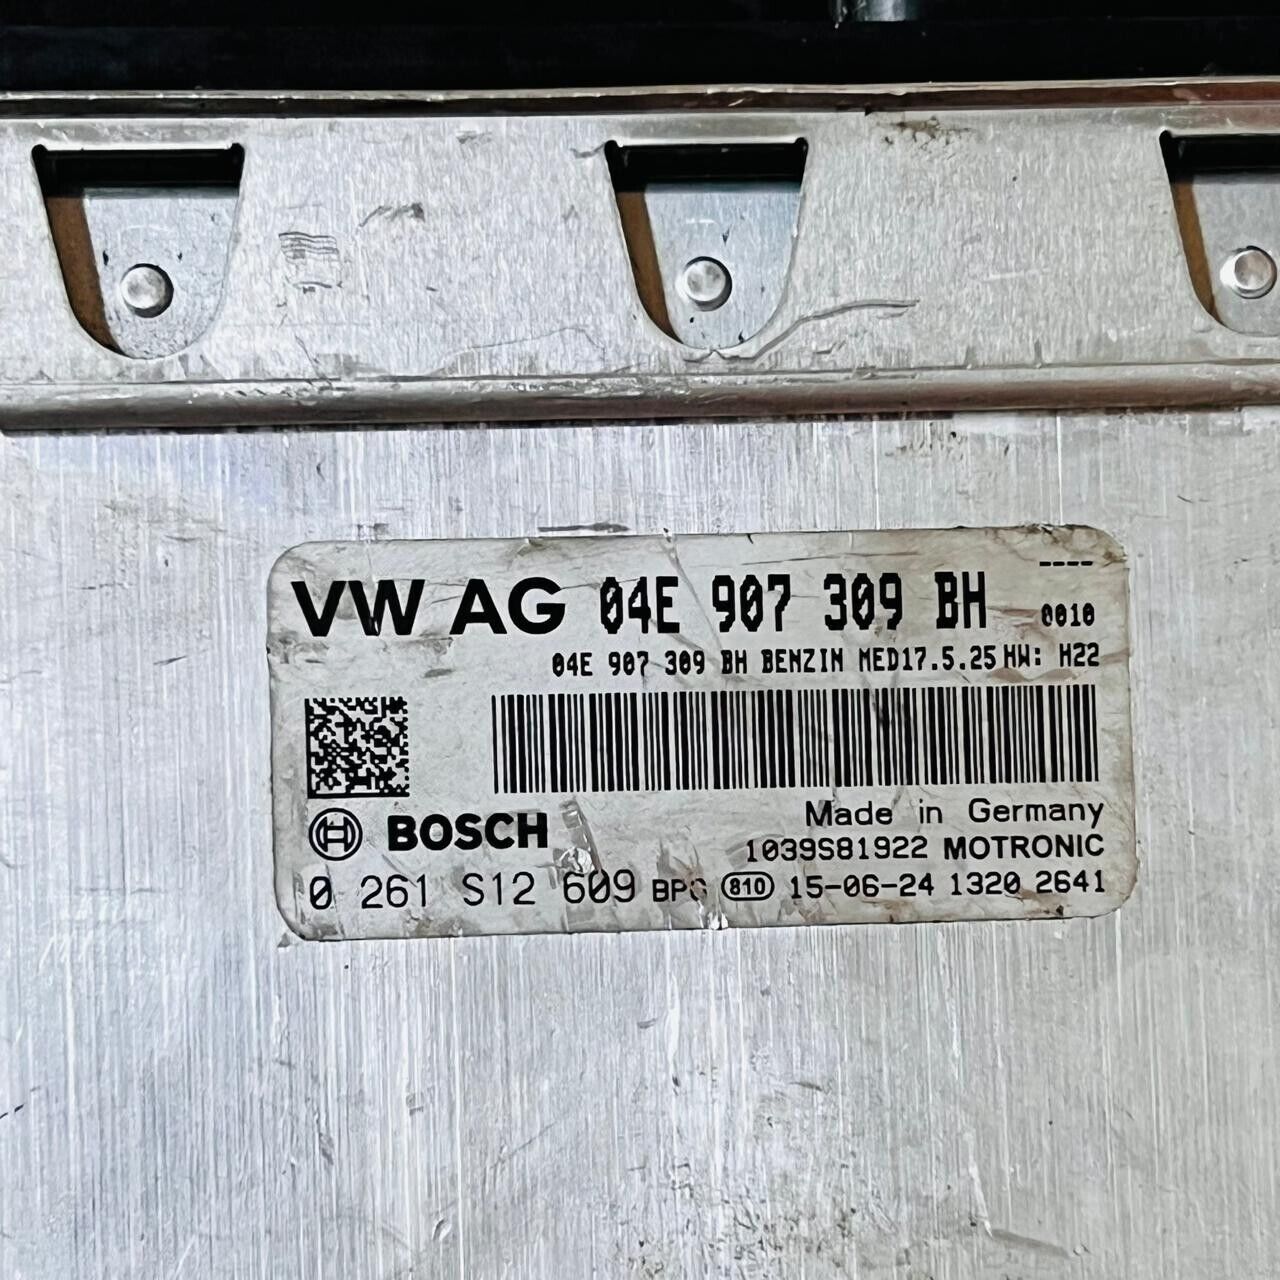 VW AG 04E 907 309 BH ----
0010
04E 907 309 BH BENZIN MED17.5.25 HW: H22
Made in Germany
BOSCH
1039S81922 MOTRONIC
0 261 S12 609 810 15-06-24 1320 2641